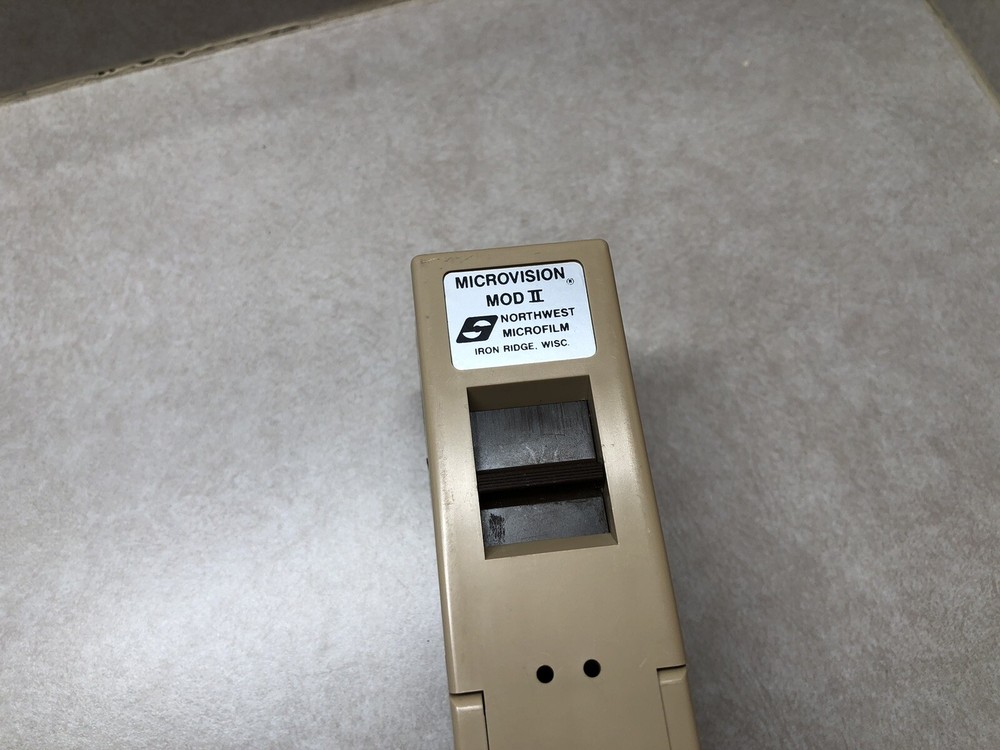 MICROVISION®
MOD II
NORTHWEST
MICROFILM
IRON RIDGE, WISC.